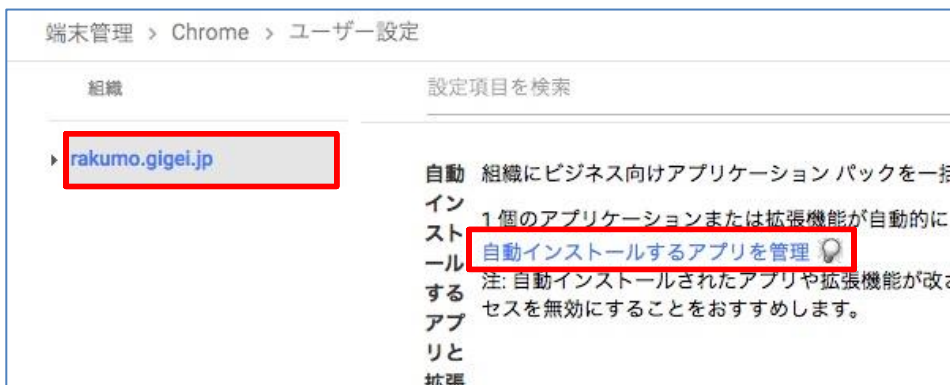 端末管理 > Chrome > ユーザー設定
組織
設定項目を検索
rakumo.gigei.jp
自動
イン
スト
ール
する
アプ
リと
拡張
組織にビジネス向けアプリケーション パックを一括
1 個のアプリケーションまたは拡張機能が自動的に
自動インストールするアプリを管理
注: 自動インストールされたアプリや拡張機能が改ざ
セスを無効にすることをおすすめします。